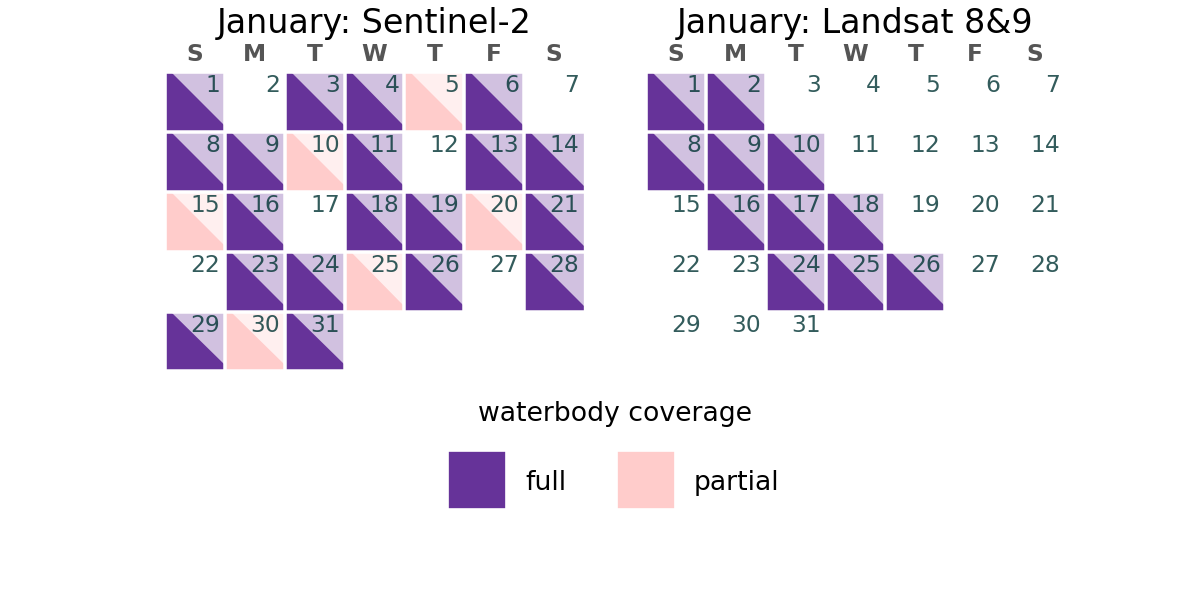 January: Sentinel-2
S M T W T F S
1 2 3 4 5 6 7
8 9 10 11 12 13 14
15 16 17 18 19 20 21
22 23 24 25 26 27 28
29 30 31
January: Landsat 8&9
S M T W T F S
1 2 3 4 5 6 7
8 9 10 11 12 13 14
15 16 17 18 19 20 21
22 23 24 25 26 27 28
29 30 31
waterbody coverage
full partial